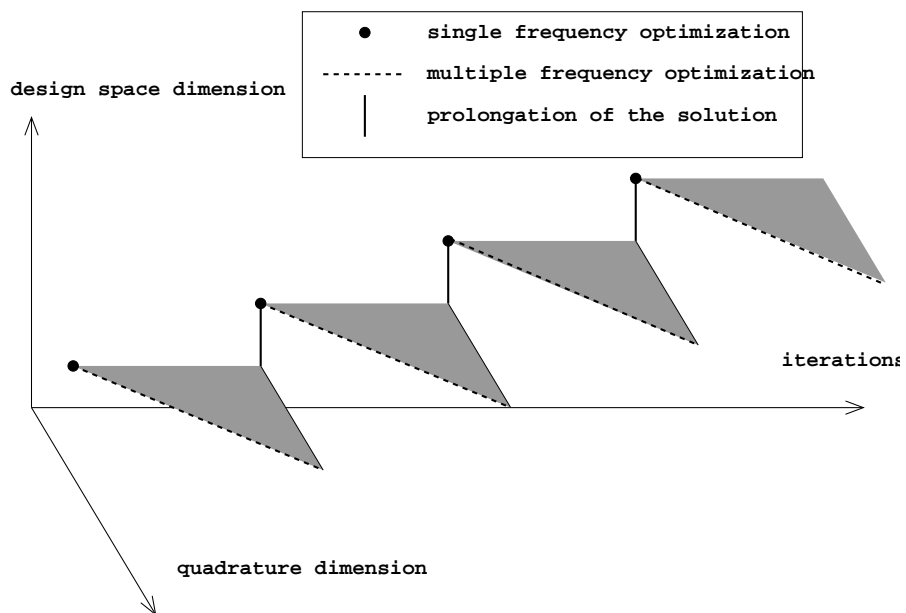 single frequency optimization
multiple frequency optimization
design space dimension
prolongation of the solution
iterations
quadrature dimension